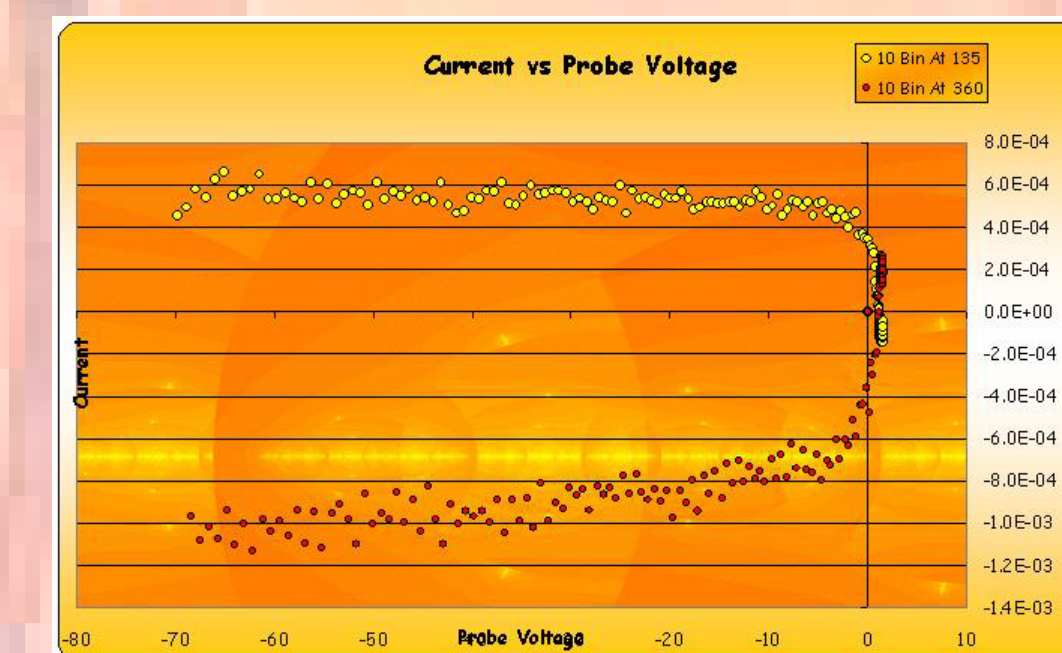 Current vs Probe Voltage
10 Bin At 135
10 Bin At 360
8.0E-04
6.0E-04
4.0E-04
2.0E-04
0.0E+00
-2.0E-04
-4.0E-04
-6.0E-04
-8.0E-04
-1.0E-03
-1.2E-03
-1.4E-03
Current
-80 -70 -60 -50 -20 -10 0 10
Probe Voltage